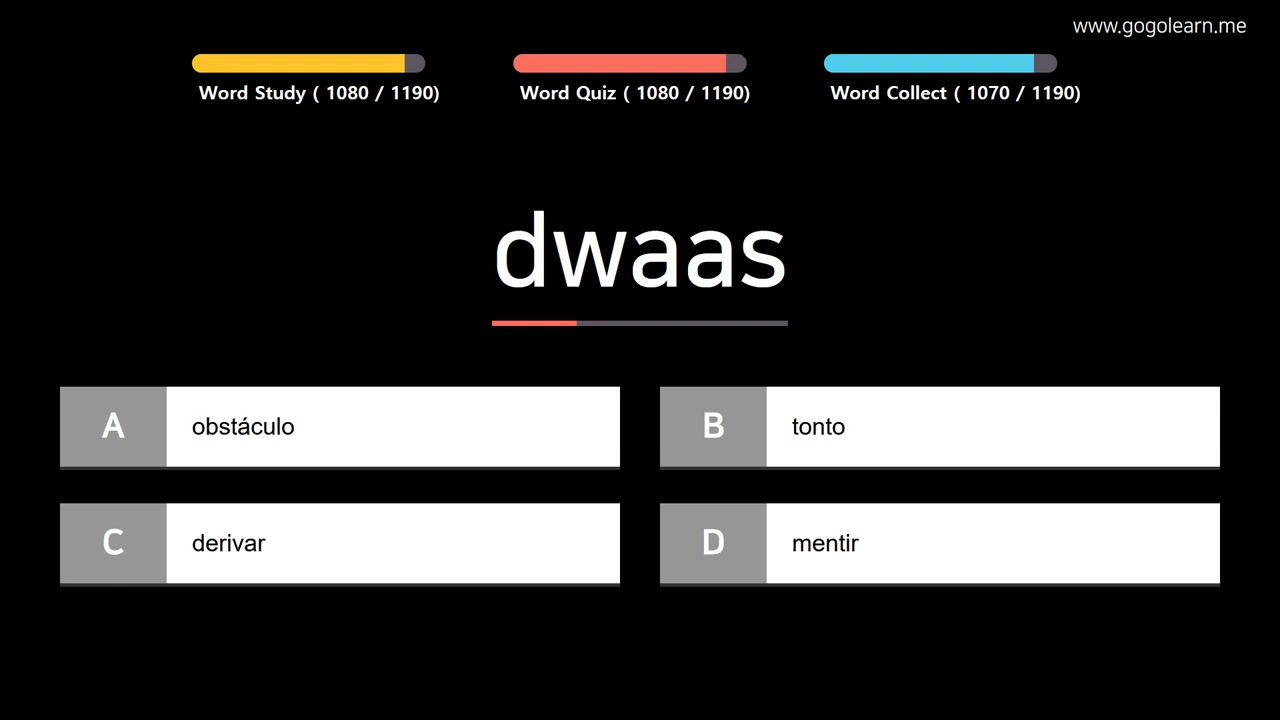 www.gogolearn.me
Word Study ( 1080 / 1190)
Word Quiz ( 1080 / 1190)
Word Collect ( 1070 / 1190)
dwaas
A obstáculo
B tonto
C derivar
D mentir